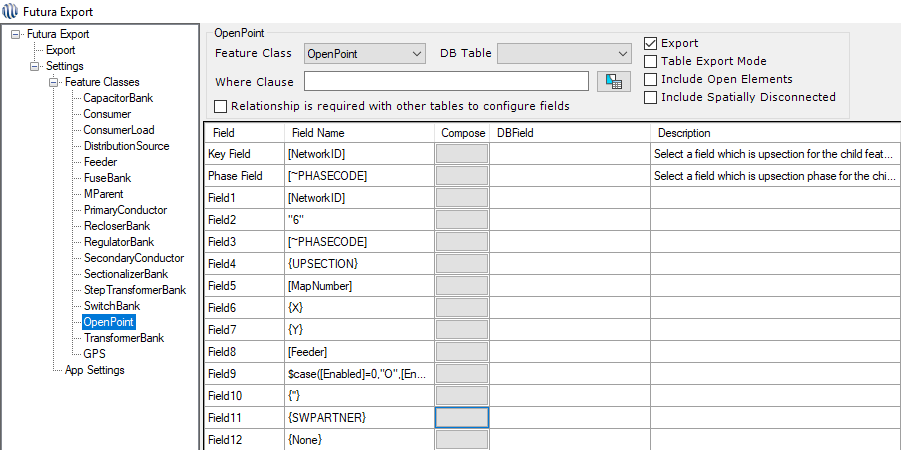 Futura Export
Futura Export
Export
Settings
Feature Classes
CapacitorBank
Consumer
ConsumerLoad
DistributionSource
Feeder
FuseBank
MParent
PrimaryConductor
RecloserBank
RegulatorBank
SecondaryConductor
SectionalizerBank
StepTransformerBank
SwitchBank
OpenPoint
TransformerBank
GPS
App Settings
OpenPoint
Feature Class OpenPoint DB Table
Where Clause
Relationship is required with other tables to configure fields
Export
Table Export Mode
Include Open Elements
Include Spatially Disconnected
Field Field Name Compose DBField Description
Key Field [NetworkID] Select a field which is upsection for the child feat...
Phase Field [~PHASECODE] Select a field which is upsection phase for the chi...
Field1 [NetworkID]
Field2 "6"
Field3 [~PHASECODE]
Field4 {UPSECTION}
Field5 [MapNumber]
Field6 {X}
Field7 {Y}
Field8 [Feeder]
Field9 $case([Enabled]=0,"O",[En...
Field10 {"}
Field11 {SWPARTNER}
Field12 {None}